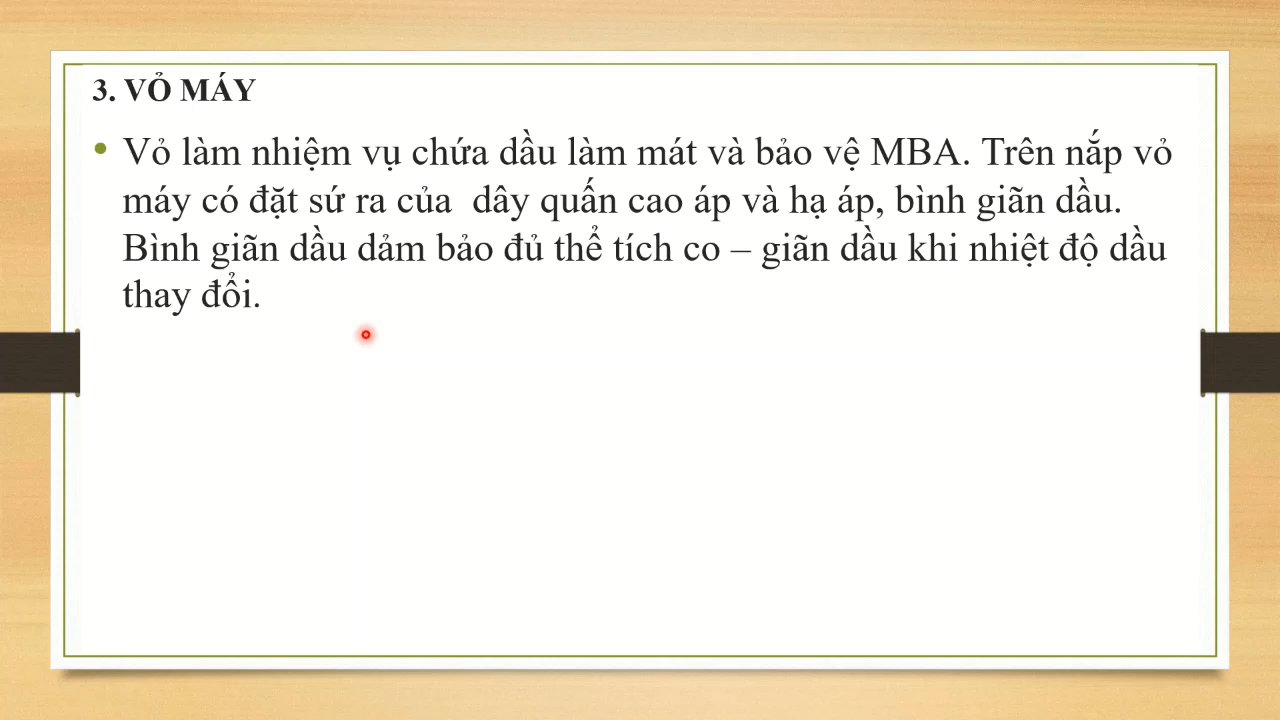 3. VỎ MÁY
• Vỏ làm nhiệm vụ chứa dầu làm mát và bảo vệ MBA. Trên nắp vỏ
máy có đặt sứ ra của  dây quấn cao áp và hạ áp, bình giãn dầu.
Bình giãn dầu dảm bảo đủ thể tích co – giãn dầu khi nhiệt độ dầu
thay đổi.